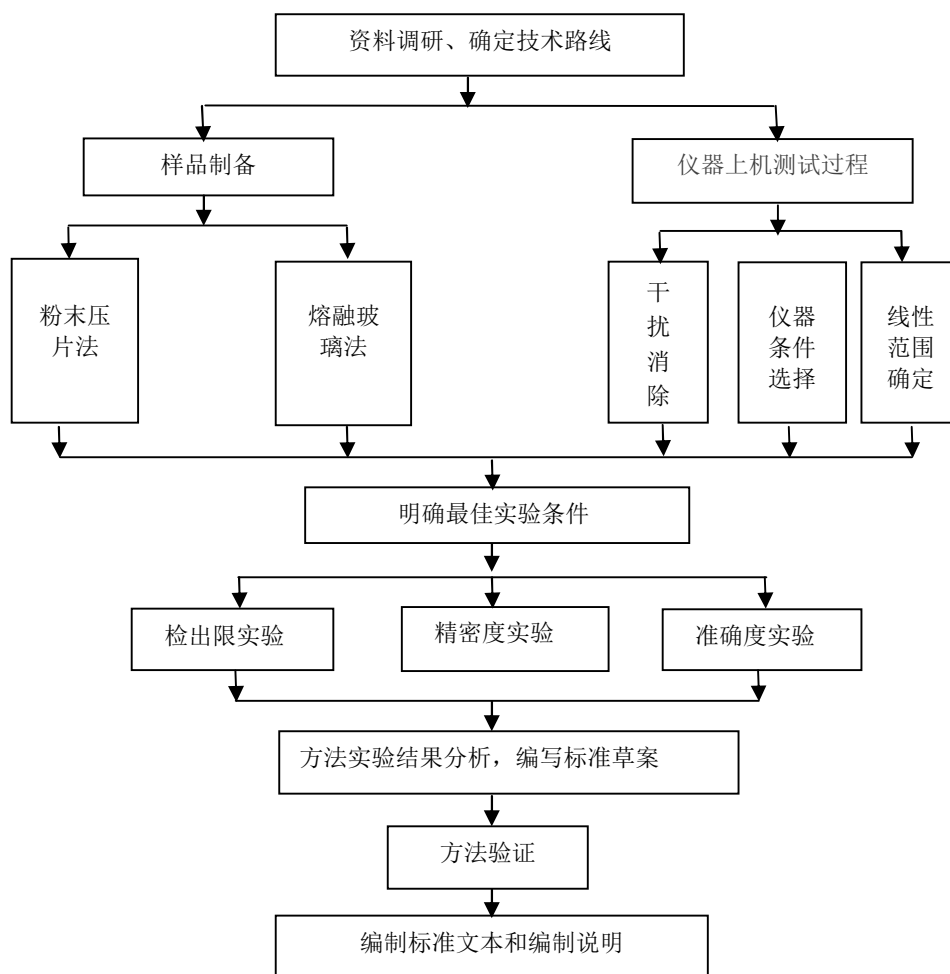 资料调研、确定技术路线
样品制备
仪器上机测试过程
粉末压
片法
熔融玻
璃法
干
扰
消
除
仪器
条件
选择
线性
范围
确定
明确最佳实验条件
检出限实验
精密度实验
准确度实验
方法实验结果分析，编写标准草案
方法验证
编制标准文本和编制说明